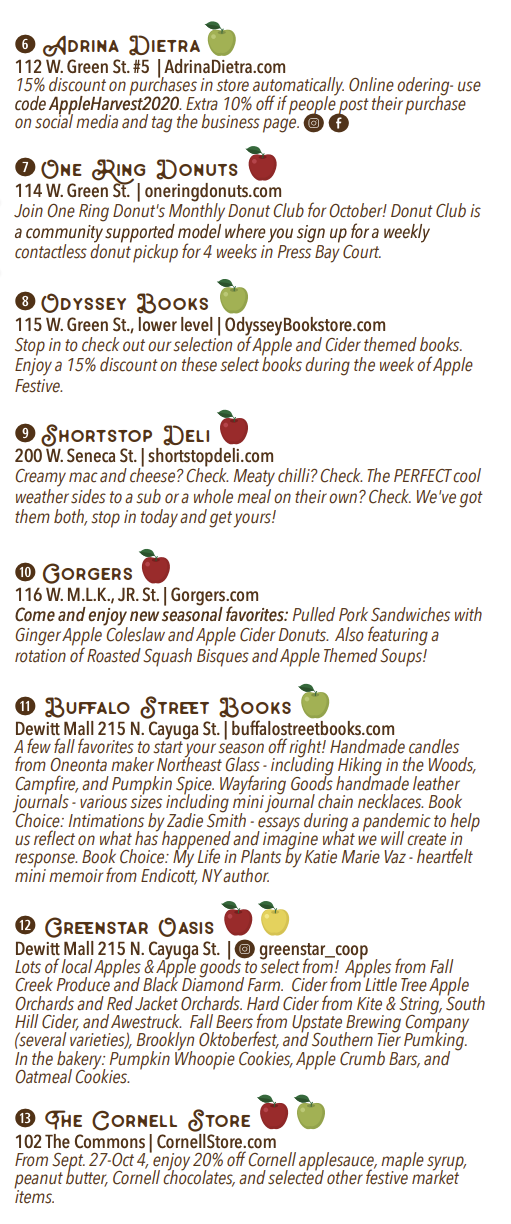 6 Adrina Dietra
112 W. Green St. #5 | AdrinaDietra.com
15% discount on purchases in store automatically. Online odering- use
code AppleHarvest2020. Extra 10% off if people post their purchase
on social media and tag the business page.
7 One Ring Donuts
114 W. Green St. | oneringdonuts.com
Join One Ring Donut's Monthly Donut Club for October! Donut Club is
a community supported model where you sign up for a weekly
contactless donut pickup for 4 weeks in Press Bay Court.
8 Odyssey Books
115 W. Green St., lower level | OdysseyBookstore.com
Stop in to check out our selection of Apple and Cider themed books.
Enjoy a 15% discount on these select books during the week of Apple
Festive.
9 Shortstop Deli
200 W. Seneca St. | shortstopdeli.com
Creamy mac and cheese? Check. Meaty chilli? Check. The PERFECT cool
weather sides to a sub or a whole meal on their own? Check. We've got
them both, stop in today and get yours!
10 Gorgers
116 W. M.L.K., JR. St. | Gorgers.com
Come and enjoy new seasonal favorites: Pulled Pork Sandwiches with
Ginger Apple Coleslaw and Apple Cider Donuts. Also featuring a
rotation of Roasted Squash Bisques and Apple Themed Soups!
11 Buffalo Street Books
Dewitt Mall 215 N. Cayuga St. | buffalostreetbooks.com
A few fall favorites to start your season off right! Handmade candles
from Oneonta maker Northeast Glass - including Hiking in the Woods,
Campfire, and Pumpkin Spice. Wayfaring Goods handmade leather
journals - various sizes including mini journal chain necklaces. Book
Choice: Intimations by Zadie Smith - essays during a pandemic to help
us reflect on what has happened and imagine what we will create in
response. Book Choice: My Life in Plants by Katie Marie Vaz - heartfelt
mini memoir from Endicott, NY author.
12 Greenstar Oasis
Dewitt Mall 215 N. Cayuga St. | greenstar_coop
Lots of local Apples & Apple goods to select from! Apples from Fall
Creek Produce and Black Diamond Farm. Cider from Little Tree Apple
Orchards and Red Jacket Orchards. Hard Cider from Kite & String, South
Hill Cider, and Awestruck. Fall Beers from Upstate Brewing Company
(several varieties), Brooklyn Oktoberfest, and Southern Tier Pumking.
In the bakery: Pumpkin Whoopie Cookies, Apple Crumb Bars, and
Oatmeal Cookies.
13 The Cornell Store
102 The Commons | CornellStore.com
From Sept. 27-Oct 4, enjoy 20% off Cornell applesauce, maple syrup,
peanut butter, Cornell chocolates, and selected other festive market
items.